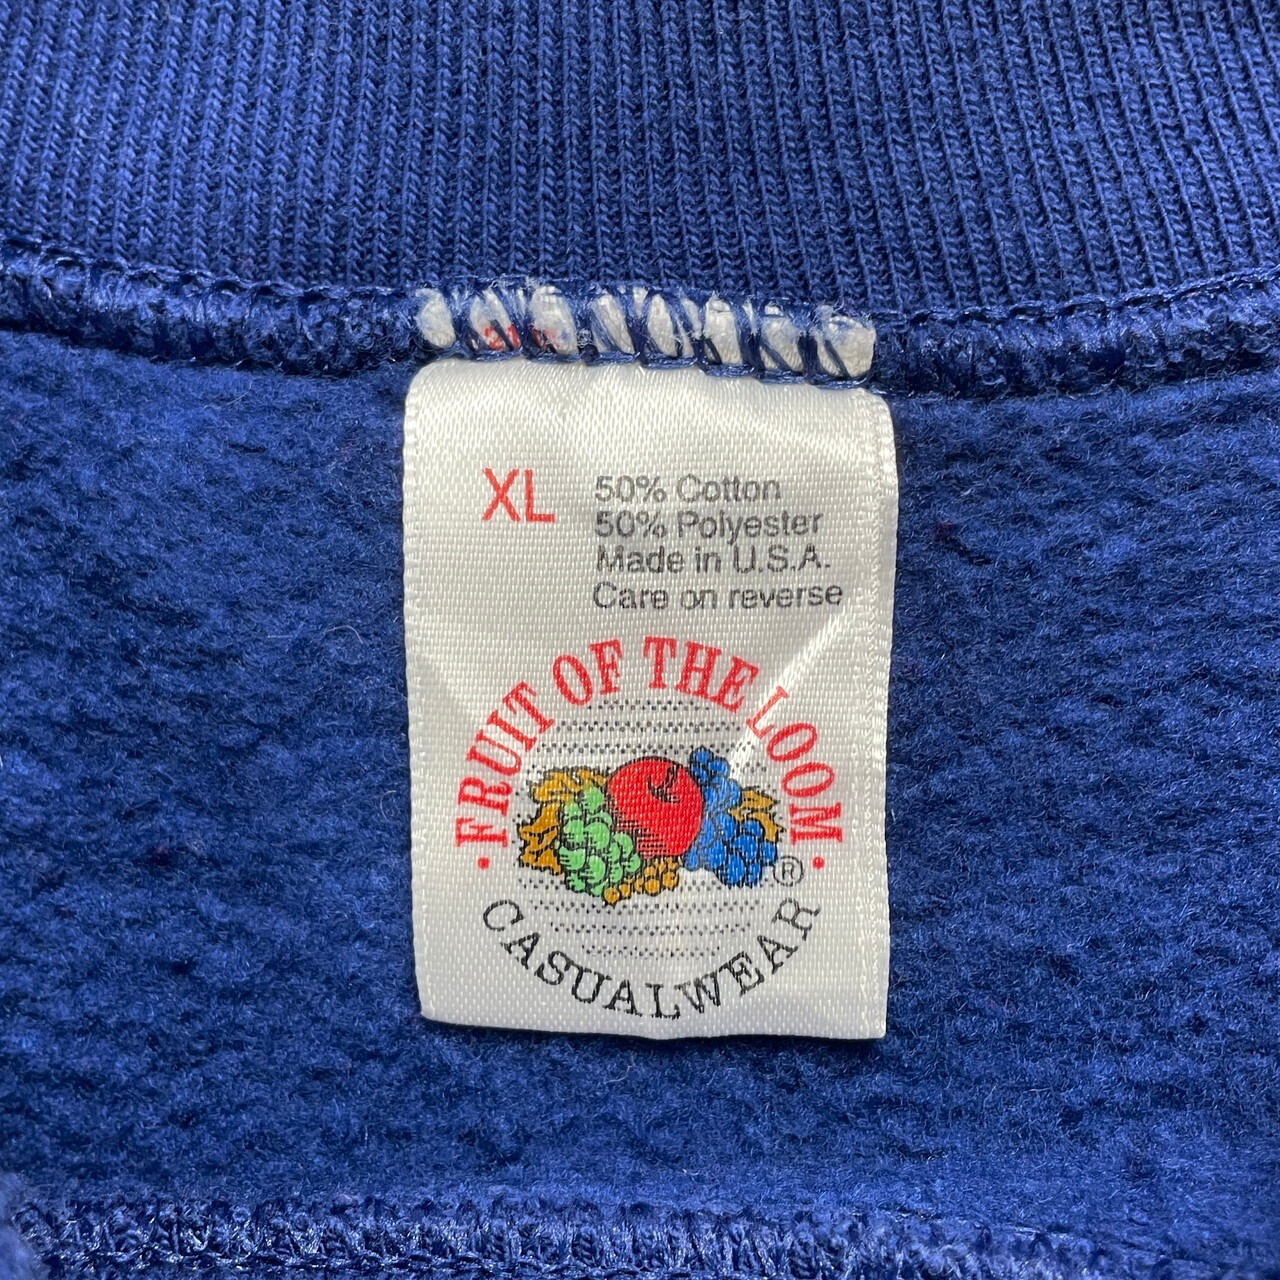 XL
50% Cotton
50% Polyester
Made in U.S.A.
Care on reverse
• FRUIT OF THE LOOM •
®
CASUALWEAR